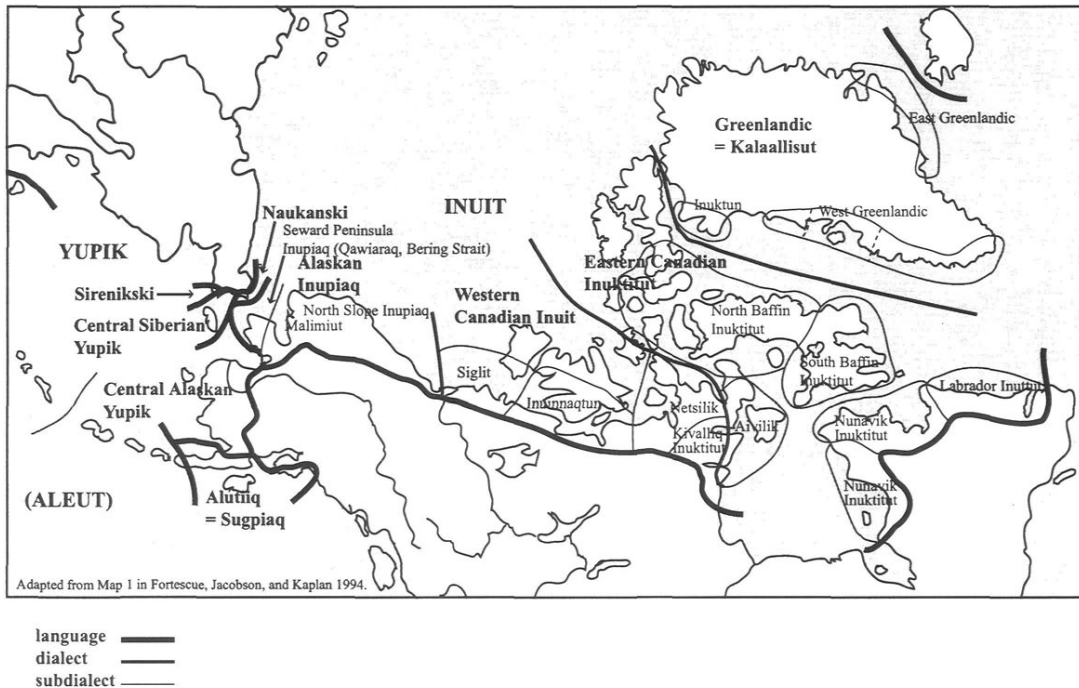 Greenlandic
= Kalaallisut
East Greenlandic
Inuktun
West Greenlandic
INUIT
Naukanski
Seward Peninsula
Inupiaq (Qawiaraq, Bering Strait)
Alaskan
Inupiaq
YUPIK
Sirenikski
Central Siberian
Yupik
North Slope Inupiaq
Malimiut
Western
Canadian Inuit
Eastern Canadian
Inuktitut
North Baffin
Inuktitut
South Baffin
Inuktitut
Labrador Inuttut
Siglit
Inuinnaqtun
Netsilik
Kivalliq
Inuktitut
Aivilik
Nunavik
Inuktitut
Nunavik
Inuktitut
Central Alaskan
Yupik
(ALEUT)
Alutiiq
= Sugpiaq
Adapted from Map 1 in Fortescue, Jacobson, and Kaplan 1994.
language
dialect
subdialect